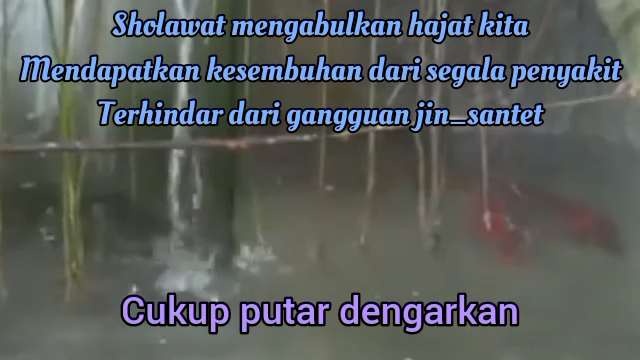 Sholawat mengabulkan hajat kita
Mendapatkan kesembuhan dari segala penyakit
Terhindar dari gangguan jin_santet
Cukup putar dengarkan